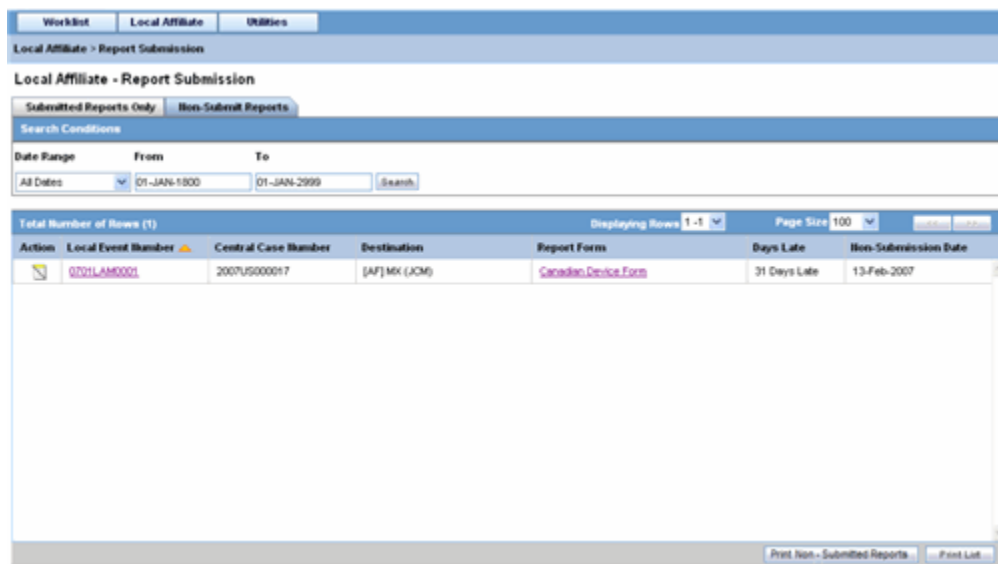 Worklist Local Affiliate Utilities
Local Affiliate > Report Submission
Local Affiliate - Report Submission
Submitted Reports Only Non-Submit Reports
Search Conditions
Date Range From To
All Dates 01-JAN-1800 01-JAN-2999 Search
Total Number of Rows (1) Displaying Rows 1 -1 Page Size 100
Action Local Event Number Central Case Number Destination Report Form Days Late Non-Submission Date
0701LAM0001 2007US000017 [AF] MX (JCM) Canadian Device Form 31 Days Late 13-Feb-2007
Print Non - Submitted Reports Print List